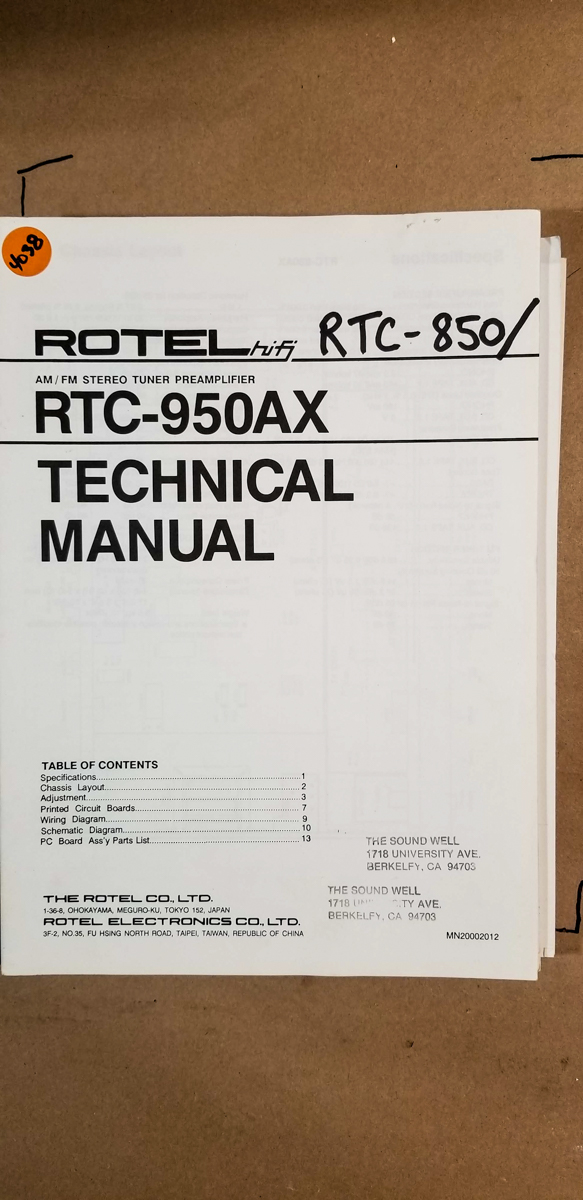 4038
ROTEL hifi RTC-850/
AM/FM STEREO TUNER PREAMPLIFIER
RTC-950AX
TECHNICAL
MANUAL
TABLE OF CONTENTS
Specifications...1
Chassis Layout...2
Adjustment...3
Printed Circuit Boards...7
Wiring Diagram...9
Schematic Diagram...10
PC Board Ass'y Parts List...13
THE SOUND WELL
1718 UNIVERSITY AVE.
BERKELFY, CA 94703
THE SOUND WELL
1718
BERKELFY, CA 94703
THE ROTEL CO., LTD.
1-36-8, OHOKAYAMA, MEGURO-KU, TOKYO 152, JAPAN
ROTEL ELECTRONICS CO., LTD.
3F-2, NO.35, FU HSING NORTH ROAD, TAIPEI, TAIWAN, REPUBLIC OF CHINA
MN20002012